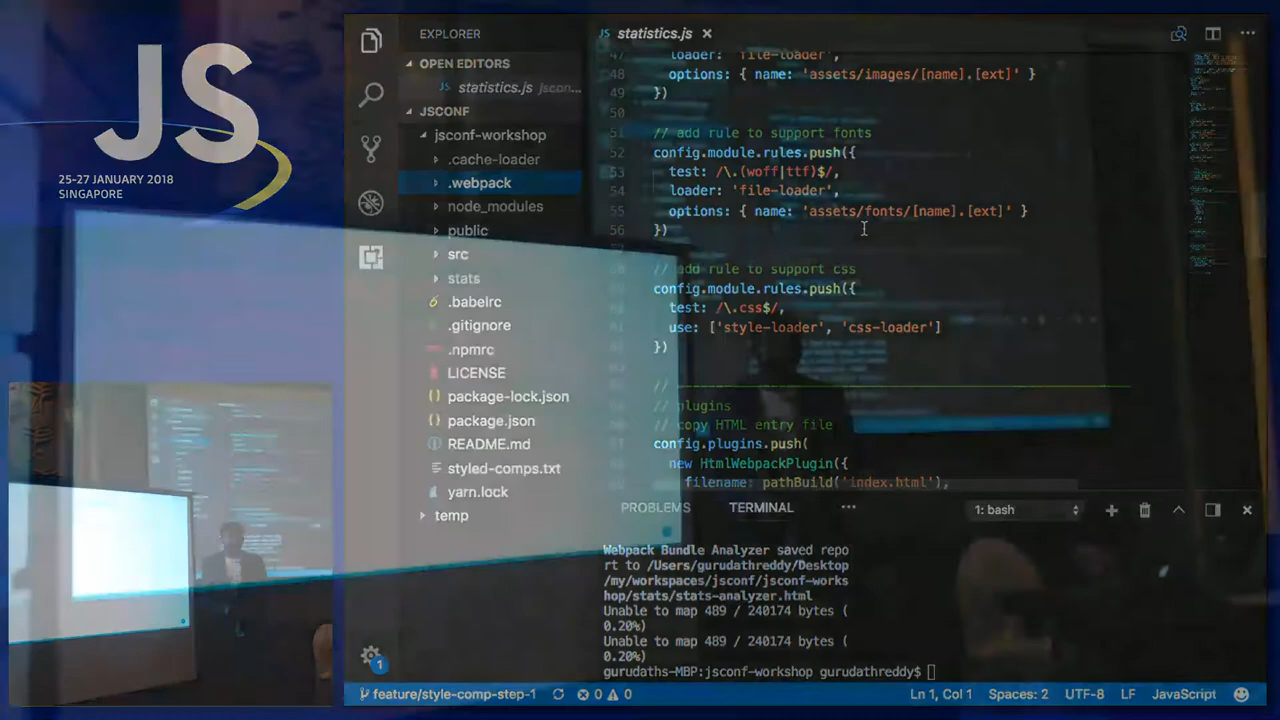 JS
25-27 JANUARY 2018
SINGAPORE
EXPLORER
OPEN EDITORS
statistics.js jscon...
JSCONF
jsconf-workshop
.cache-loader
.webpack
node_modules
public
src
stats
.babelrc
.gitignore
.npmrc
LICENSE
package-lock.json
package.json
README.md
styled-comps.txt
yarn.lock
temp
statistics.js
47 loader: 'file-loader',
48 options: { name: 'assets/images/[name].[ext]' }
49 })
50
51 // add rule to support fonts
52 config.module.rules.push({
53 test: /\.(woff|ttf)$/,
54 loader: 'file-loader',
55 options: { name: 'assets/fonts/[name].[ext]' }
56 })
// add rule to support css
config.module.rules.push({
test: /\.css$/,
use: ['style-loader', 'css-loader']
})
//
// plugins
// copy HTML entry file
config.plugins.push(
new HtmlWebpackPlugin({
filename: pathBuild('index.html'),
PROBLEMS TERMINAL ••• 1: bash
Webpack Bundle Analyzer saved repo
rt to /Users/gurudathreddy/Desktop
/my/workspaces/jsconf/jsconf-works
hop/stats/stats-analyzer.html
Unable to map 489 / 240174 bytes (
0.20%)
Unable to map 489 / 240174 bytes (
0.20%)
gurudaths-MBP:jsconf-workshop gurudathreddy$
1
feature/style-comp-step-1 0 0 Ln 1, Col 1 Spaces: 2 UTF-8 LF JavaScript